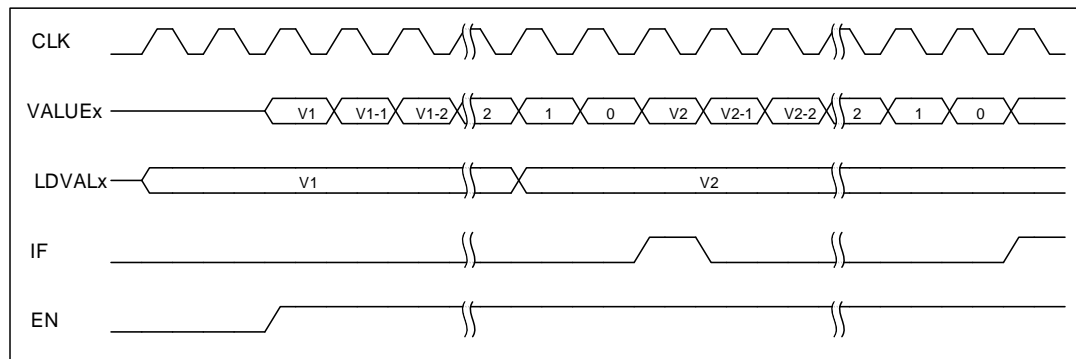 CLK
VALUEx V1 V1-1 V1-2 2 1 0 V2 V2-1 V2-2 2 1 0
LDVALx V1 V2
IF
EN